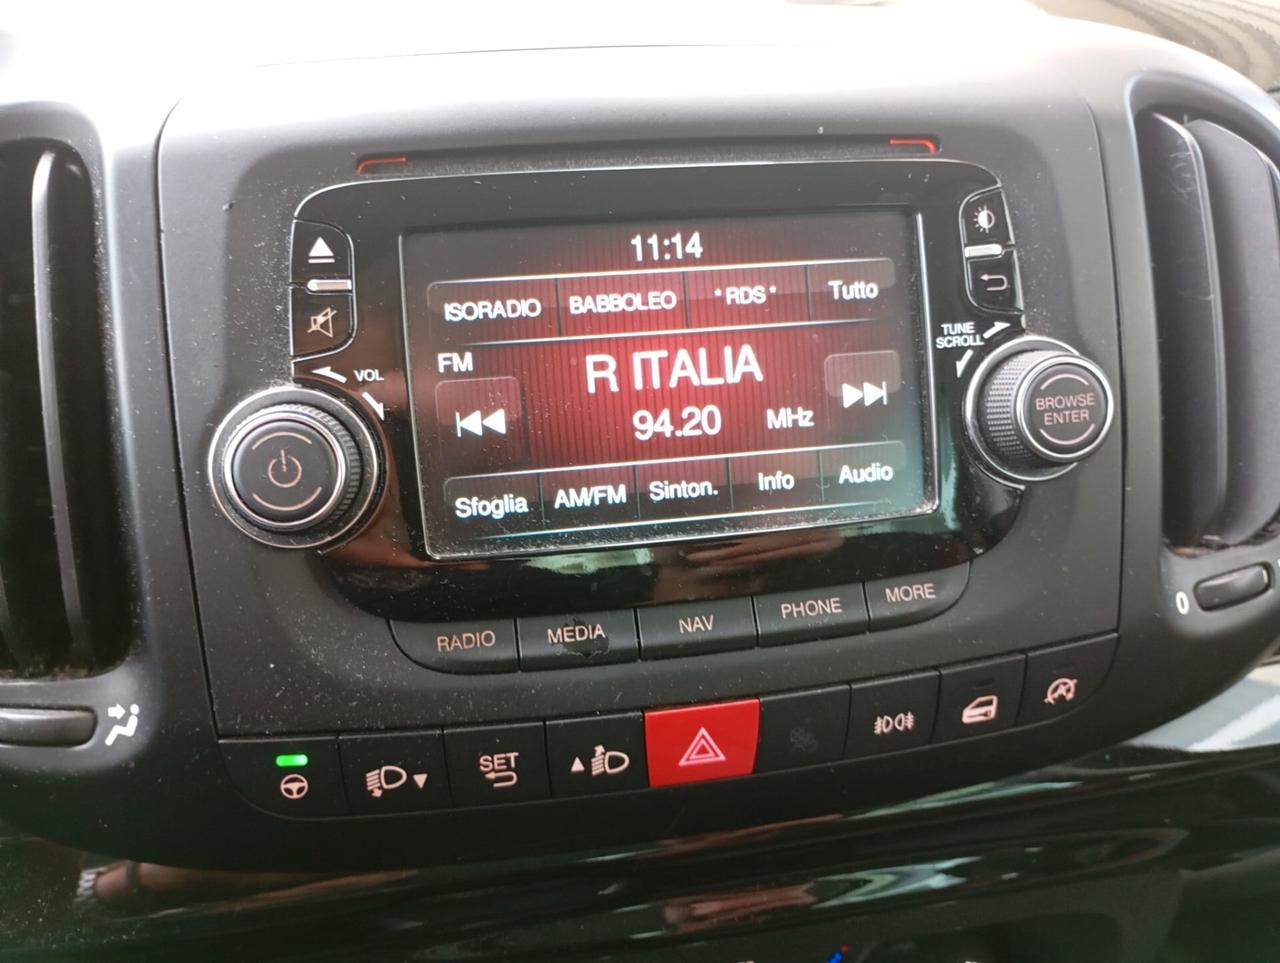 11:14
ISORADIO BABBOLEO * RDS * Tutto
FM
R ITALIA
94.20 MHz
Sfoglia AM/FM Sinton. Info Audio
VOL
TUNE
SCROLL
BROWSE
ENTER
RADIO MEDIA NAV PHONE MORE
0
SET